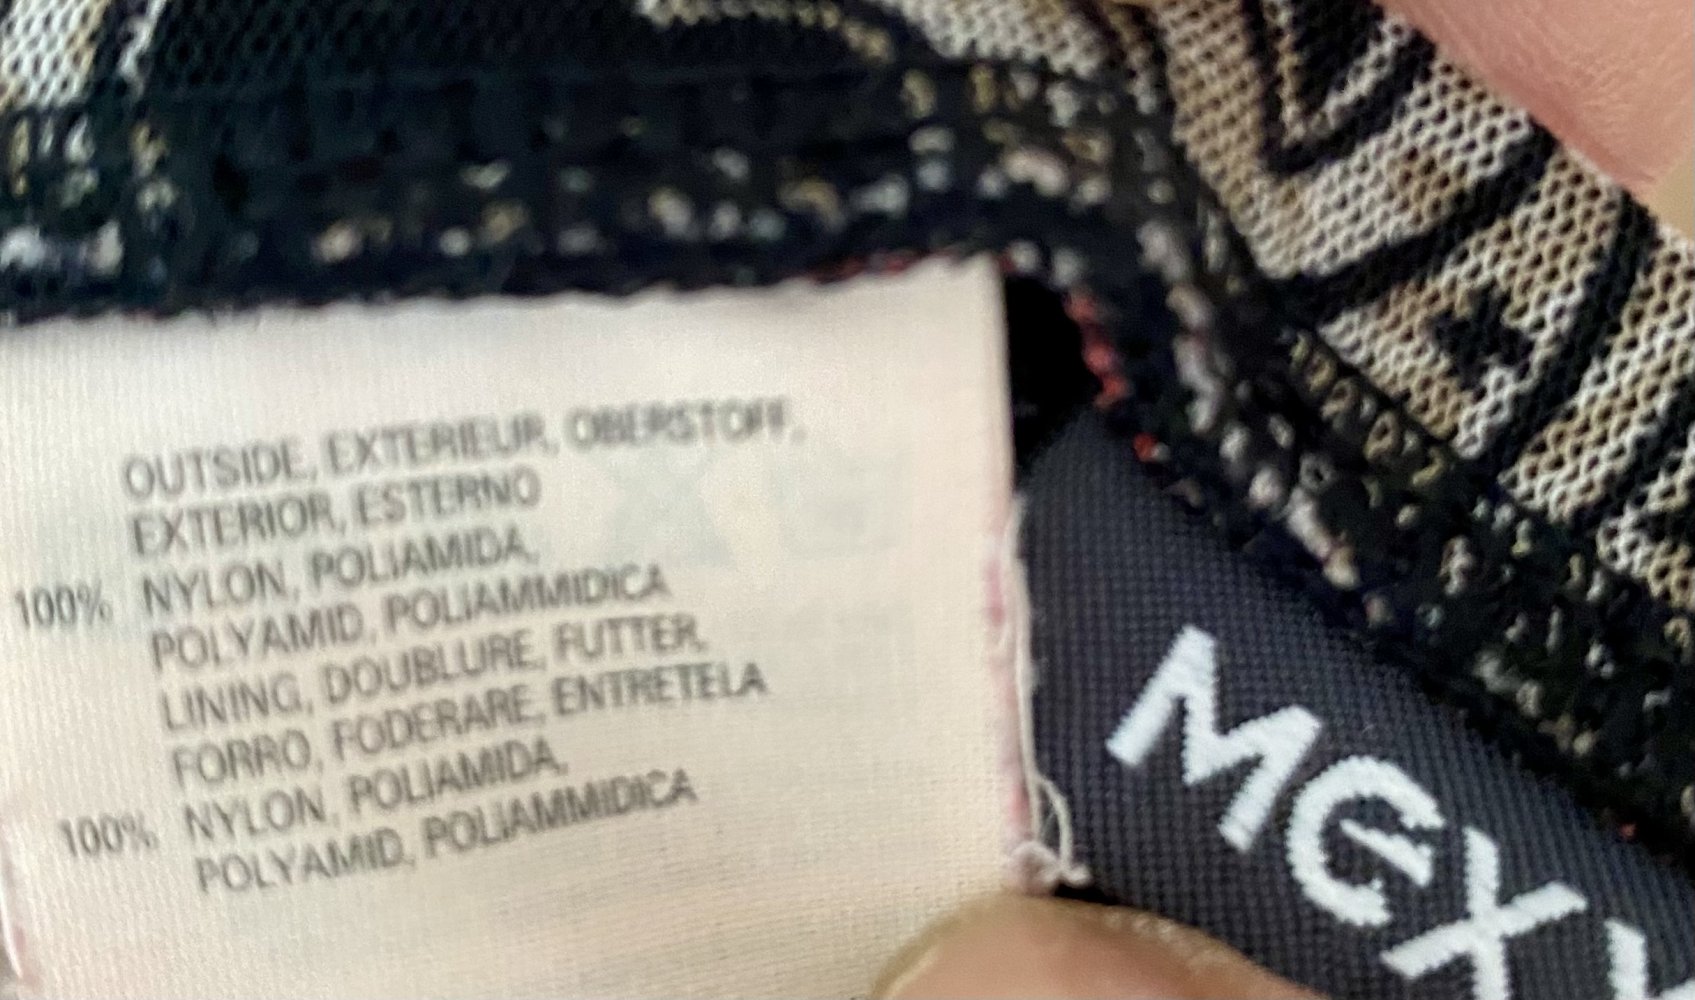 OUTSIDE, EXTERIEUR, OBERSTOFF,
EXTERIOR, ESTERNO
100% NYLON, POLIAMIDA,
POLYAMID, POLIAMMIDICA
LINING, DOUBLURE, FUTTER,
FORRO, FODERARE, ENTRETELA
100% NYLON, POLIAMIDA,
POLYAMID, POLIAMMIDICA